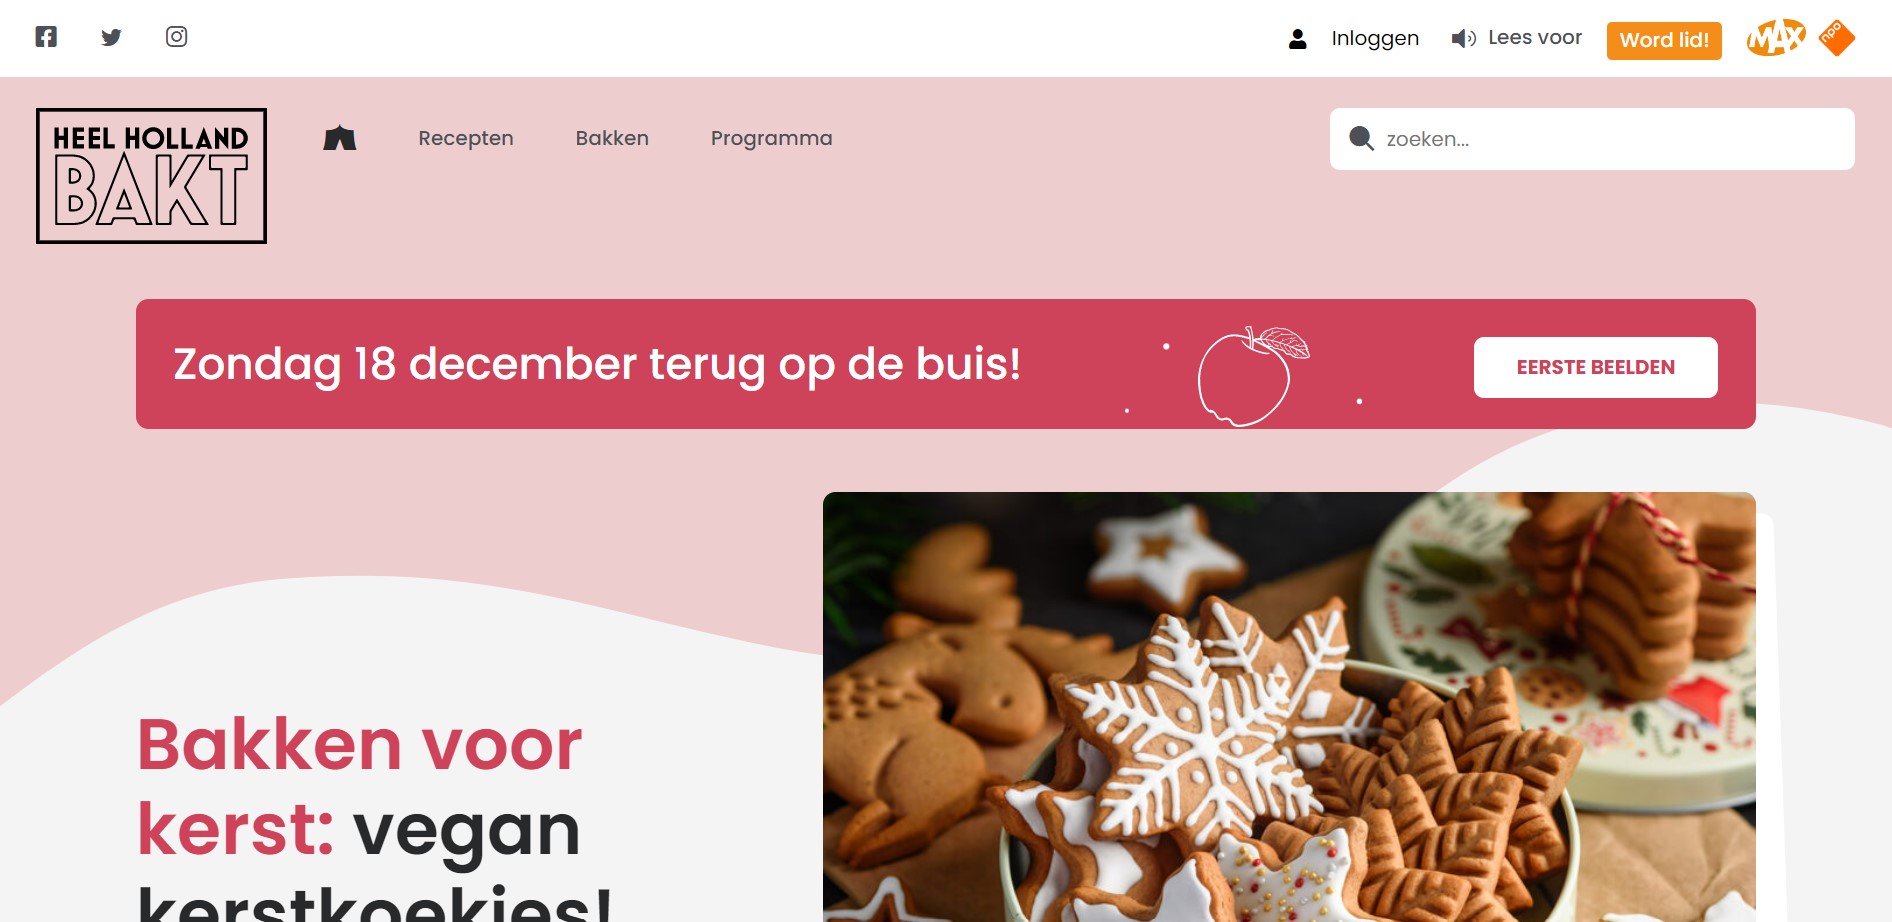 Inloggen
Lees voor
Word lid!
MAX
npo
HEEL HOLLAND
BAKT
Recepten
Bakken
Programma
zoeken...
Zondag 18 december terug op de buis!
EERSTE BEELDEN
Bakken voor
kerst: vegan
kerstkoekjes!